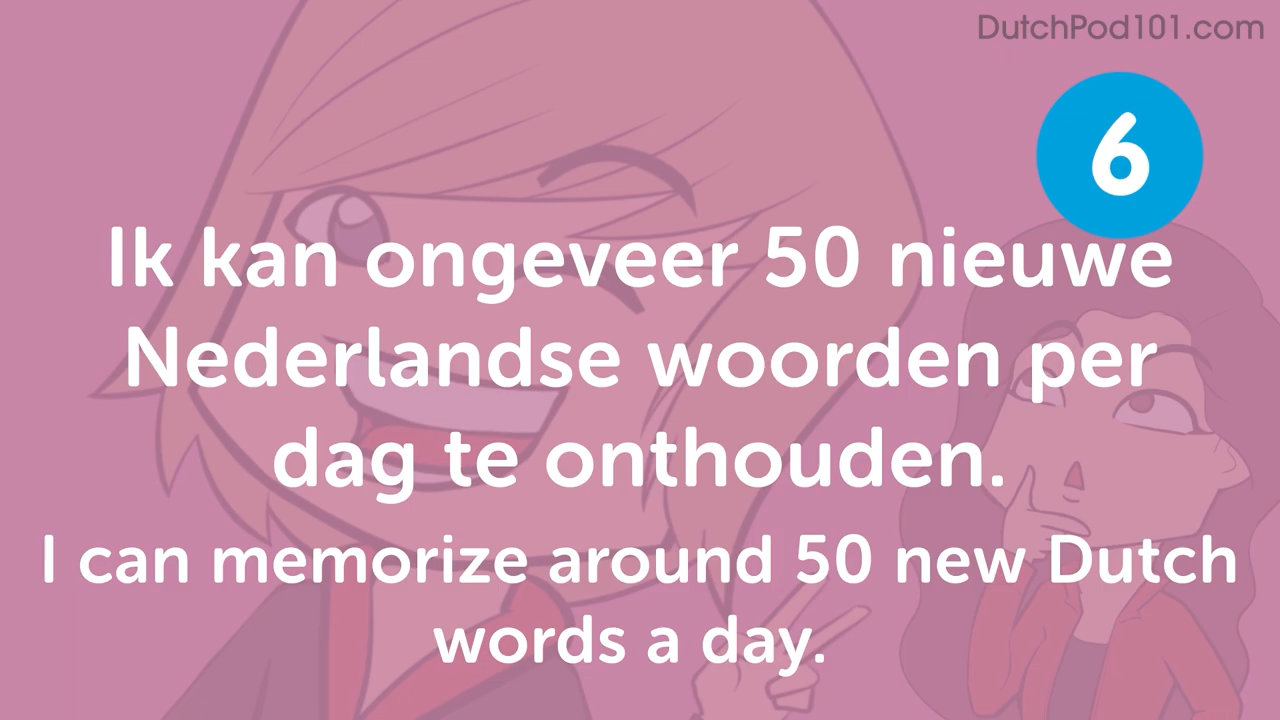 DutchPod101.com
6
Ik kan ongeveer 50 nieuwe
Nederlandse woorden per
dag te onthouden.
I can memorize around 50 new Dutch
words a day.